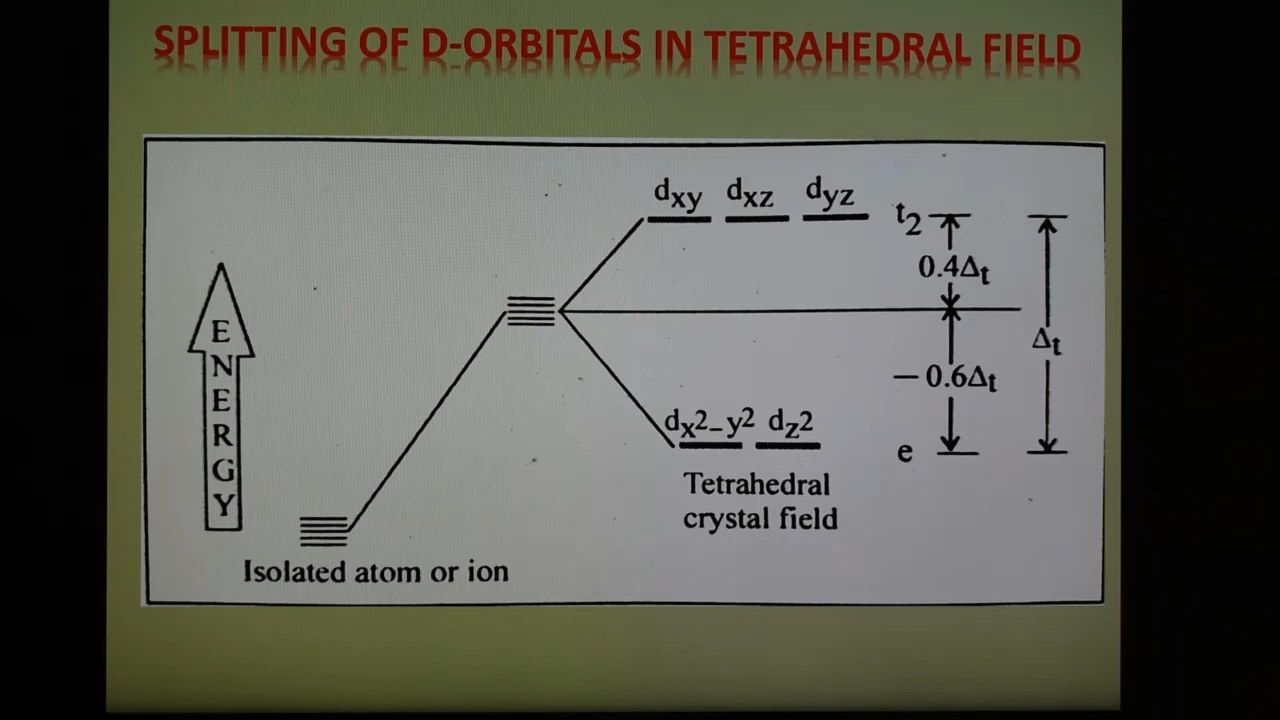 SPLITTING OF D-ORBITALS IN TETRAHEDRAL FIELD
ENERGY
dxy dxz dyz
t2
0.4Δt
Δt
– 0.6Δt
dx2–y2 dz2
e
Tetrahedral
crystal field
Isolated atom or ion